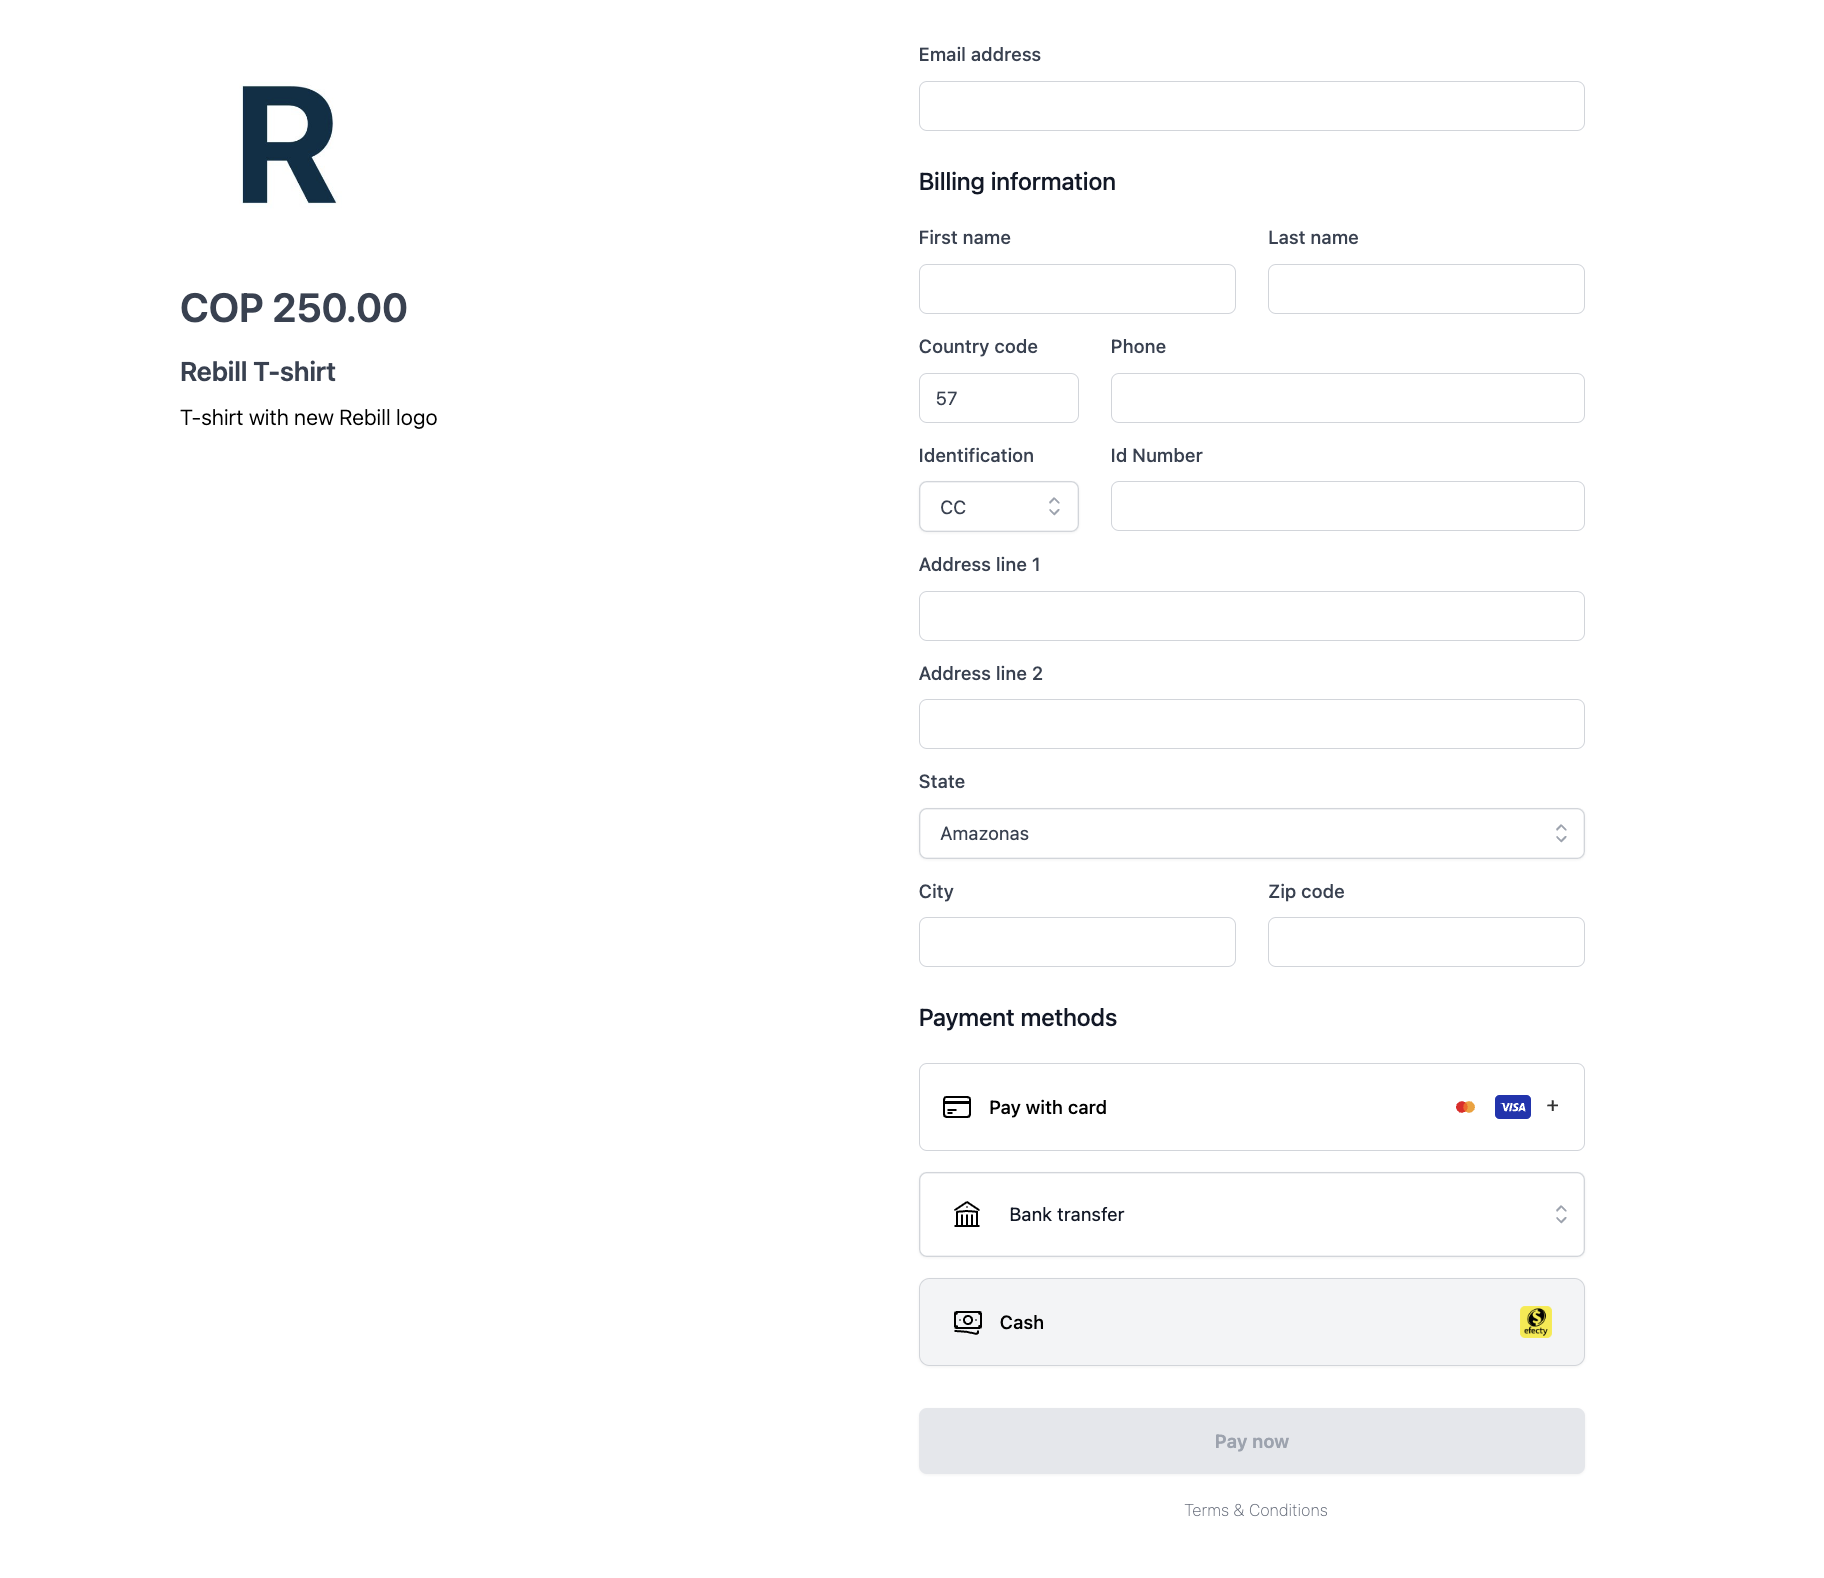 R
COP 250.00
Rebill T-shirt
T-shirt with new Rebill logo
Email address
Billing information
First name
Last name
Country code
Phone
57
Identification
Id Number
CC
Address line 1
Address line 2
State
Amazonas
City
Zip code
Payment methods
Pay with card
VISA
+
Bank transfer
Cash
$
efecty
Pay now
Terms & Conditions